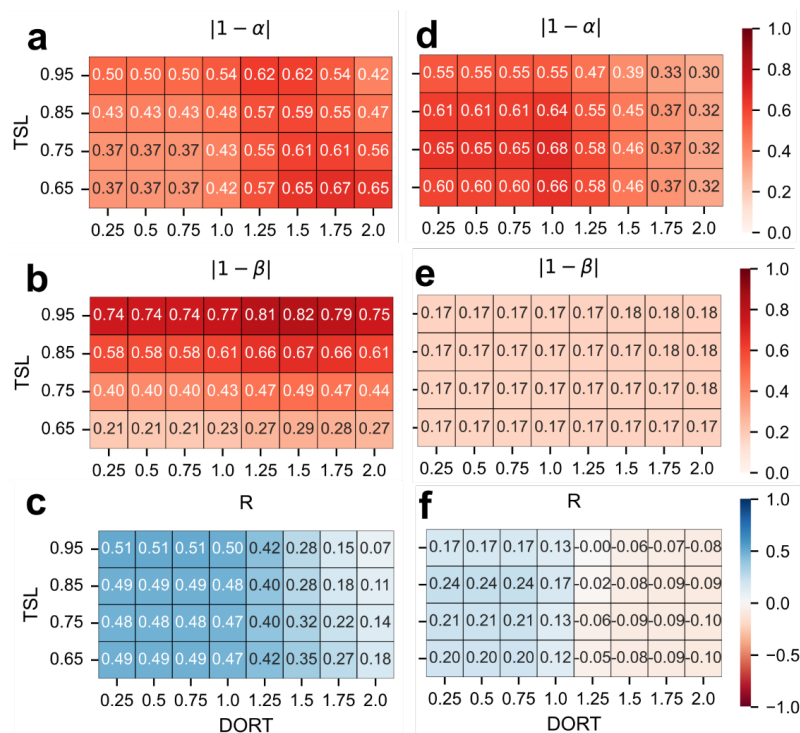 a |1 − α|
TSL
0.95 0.50 0.50 0.50 0.54 0.62 0.62 0.54 0.42
0.85 0.43 0.43 0.43 0.48 0.57 0.59 0.55 0.47
0.75 0.37 0.37 0.37 0.43 0.55 0.61 0.61 0.56
0.65 0.37 0.37 0.37 0.42 0.57 0.65 0.67 0.65
0.25 0.5 0.75 1.0 1.25 1.5 1.75 2.0
d |1 − α|
0.55 0.55 0.55 0.55 0.47 0.39 0.33 0.30
0.61 0.61 0.61 0.64 0.55 0.45 0.37 0.32
0.65 0.65 0.65 0.68 0.58 0.46 0.37 0.32
0.60 0.60 0.60 0.66 0.58 0.46 0.37 0.32
0.25 0.5 0.75 1.0 1.25 1.5 1.75 2.0
1.0
0.8
0.6
0.4
0.2
0.0
b |1 − β|
TSL
0.95 0.74 0.74 0.74 0.77 0.81 0.82 0.79 0.75
0.85 0.58 0.58 0.58 0.61 0.66 0.67 0.66 0.61
0.75 0.40 0.40 0.40 0.43 0.47 0.49 0.47 0.44
0.65 0.21 0.21 0.21 0.23 0.27 0.29 0.28 0.27
0.25 0.5 0.75 1.0 1.25 1.5 1.75 2.0
e |1 − β|
0.17 0.17 0.17 0.17 0.17 0.18 0.18 0.18
0.17 0.17 0.17 0.17 0.17 0.17 0.18 0.18
0.17 0.17 0.17 0.17 0.17 0.17 0.17 0.18
0.17 0.17 0.17 0.17 0.17 0.17 0.17 0.17
0.25 0.5 0.75 1.0 1.25 1.5 1.75 2.0
1.0
0.8
0.6
0.4
0.2
0.0
c R
TSL
0.95 0.51 0.51 0.51 0.50 0.42 0.28 0.15 0.07
0.85 0.49 0.49 0.49 0.48 0.40 0.28 0.18 0.11
0.75 0.48 0.48 0.48 0.47 0.40 0.32 0.22 0.14
0.65 0.49 0.49 0.49 0.47 0.42 0.35 0.27 0.18
0.25 0.5 0.75 1.0 1.25 1.5 1.75 2.0
DORT
f R
0.17 0.17 0.17 0.13 -0.00 -0.06 -0.07 -0.08
0.24 0.24 0.24 0.17 -0.02 -0.08 -0.09 -0.09
0.21 0.21 0.21 0.13 -0.06 -0.09 -0.09 -0.10
0.20 0.20 0.20 0.12 -0.05 -0.08 -0.09 -0.10
0.25 0.5 0.75 1.0 1.25 1.5 1.75 2.0
DORT
1.0
0.5
0.0
−0.5
−1.0